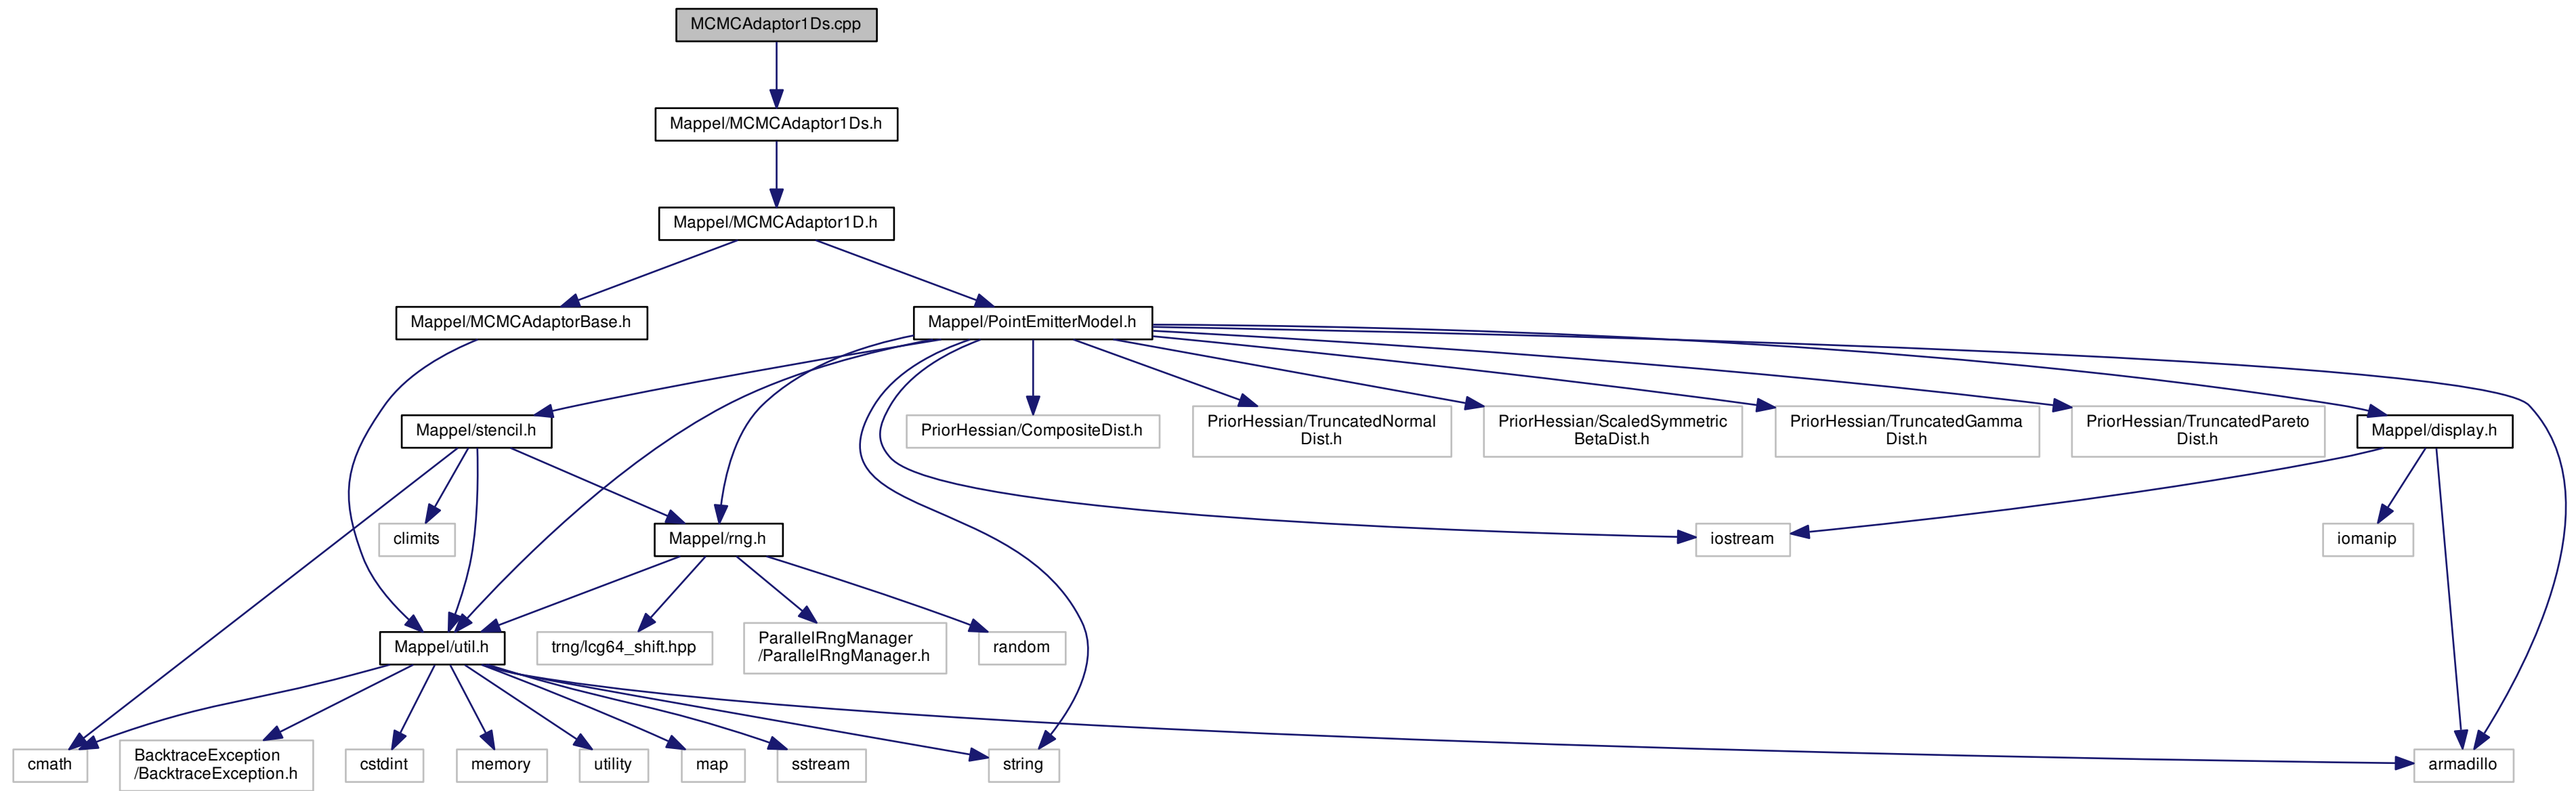 MCMCAdaptor1Ds.cpp
Mappel/MCMCAdaptor1Ds.h
Mappel/MCMCAdaptor1D.h
Mappel/MCMCAdaptorBase.h
Mappel/PointEmitterModel.h
Mappel/stencil.h
PriorHessian/CompositeDist.h
PriorHessian/TruncatedNormal
Dist.h
PriorHessian/ScaledSymmetric
BetaDist.h
PriorHessian/TruncatedGamma
Dist.h
PriorHessian/TruncatedPareto
Dist.h
Mappel/display.h
climits
Mappel/rng.h
iostream
iomanip
Mappel/util.h
trng/lcg64_shift.hpp
ParallelRngManager
/ParallelRngManager.h
random
cmath
BacktraceException
/BacktraceException.h
cstdint
memory
utility
map
sstream
string
armadillo